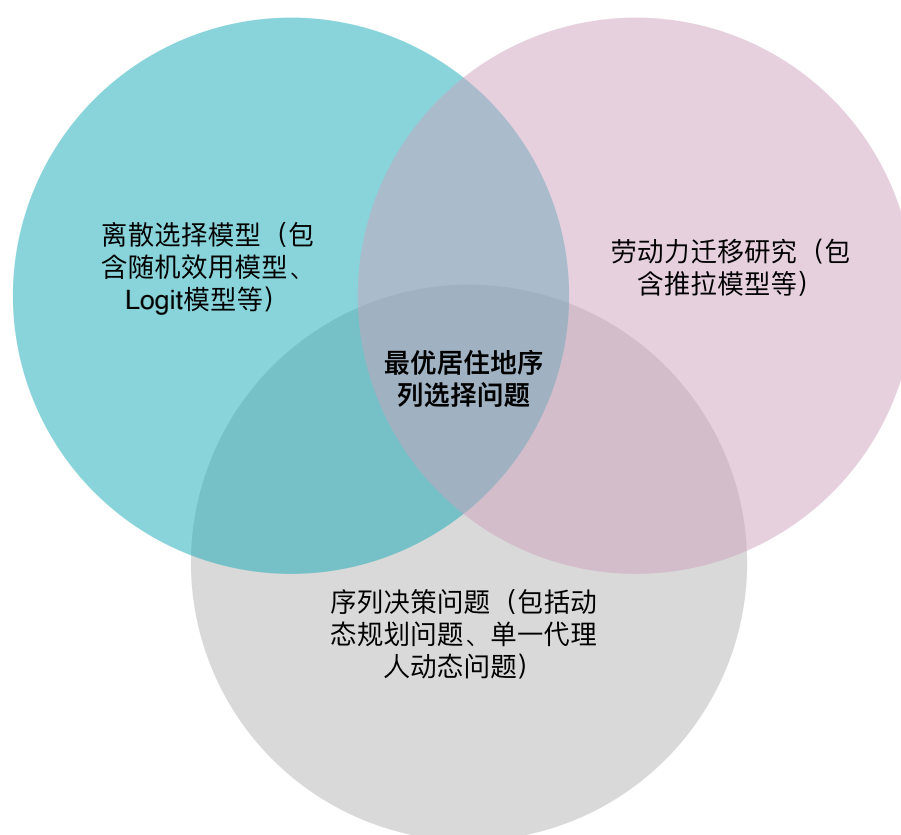 离散选择模型（包
含随机效用模型、
Logit模型等）
劳动力迁移研究（包
含推拉模型等）
最优居住地序
列选择问题
序列决策问题（包括动
态规划问题、单一代理
人动态问题）